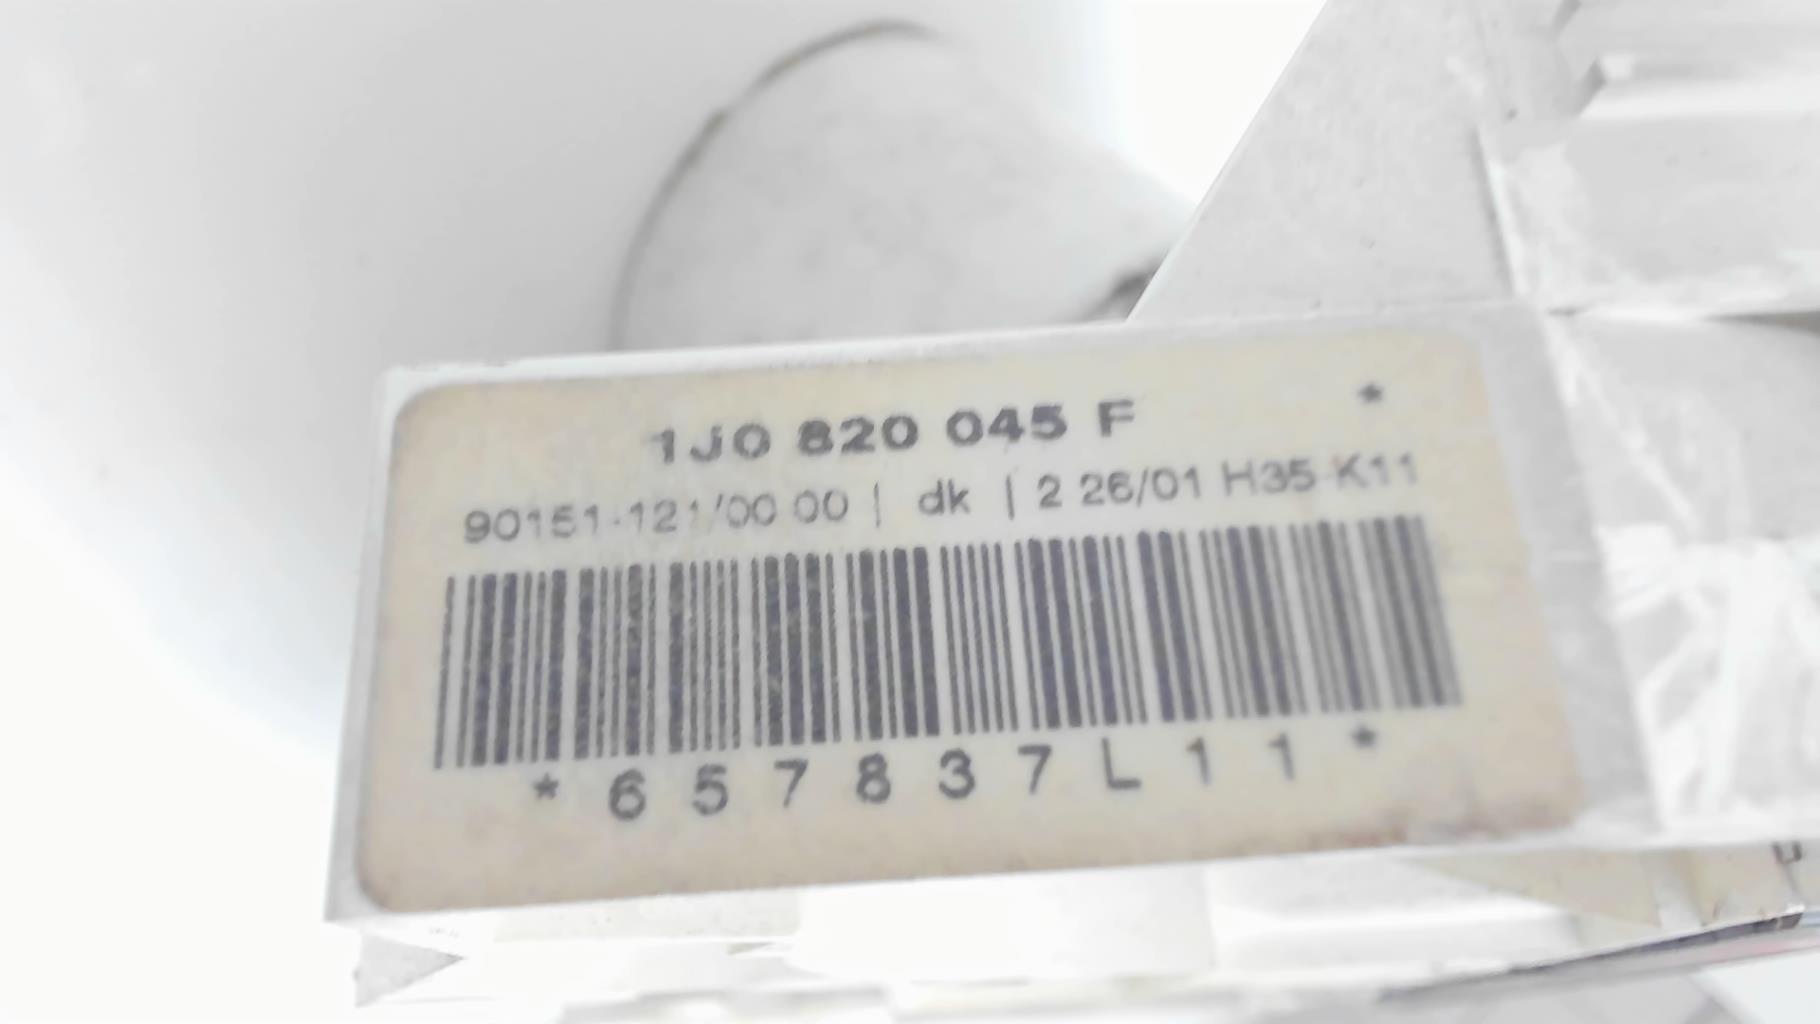 *
1J0 820 045 F
90151-121/00 00 | dk | 2 26/01 H35 K11
*657837L11*